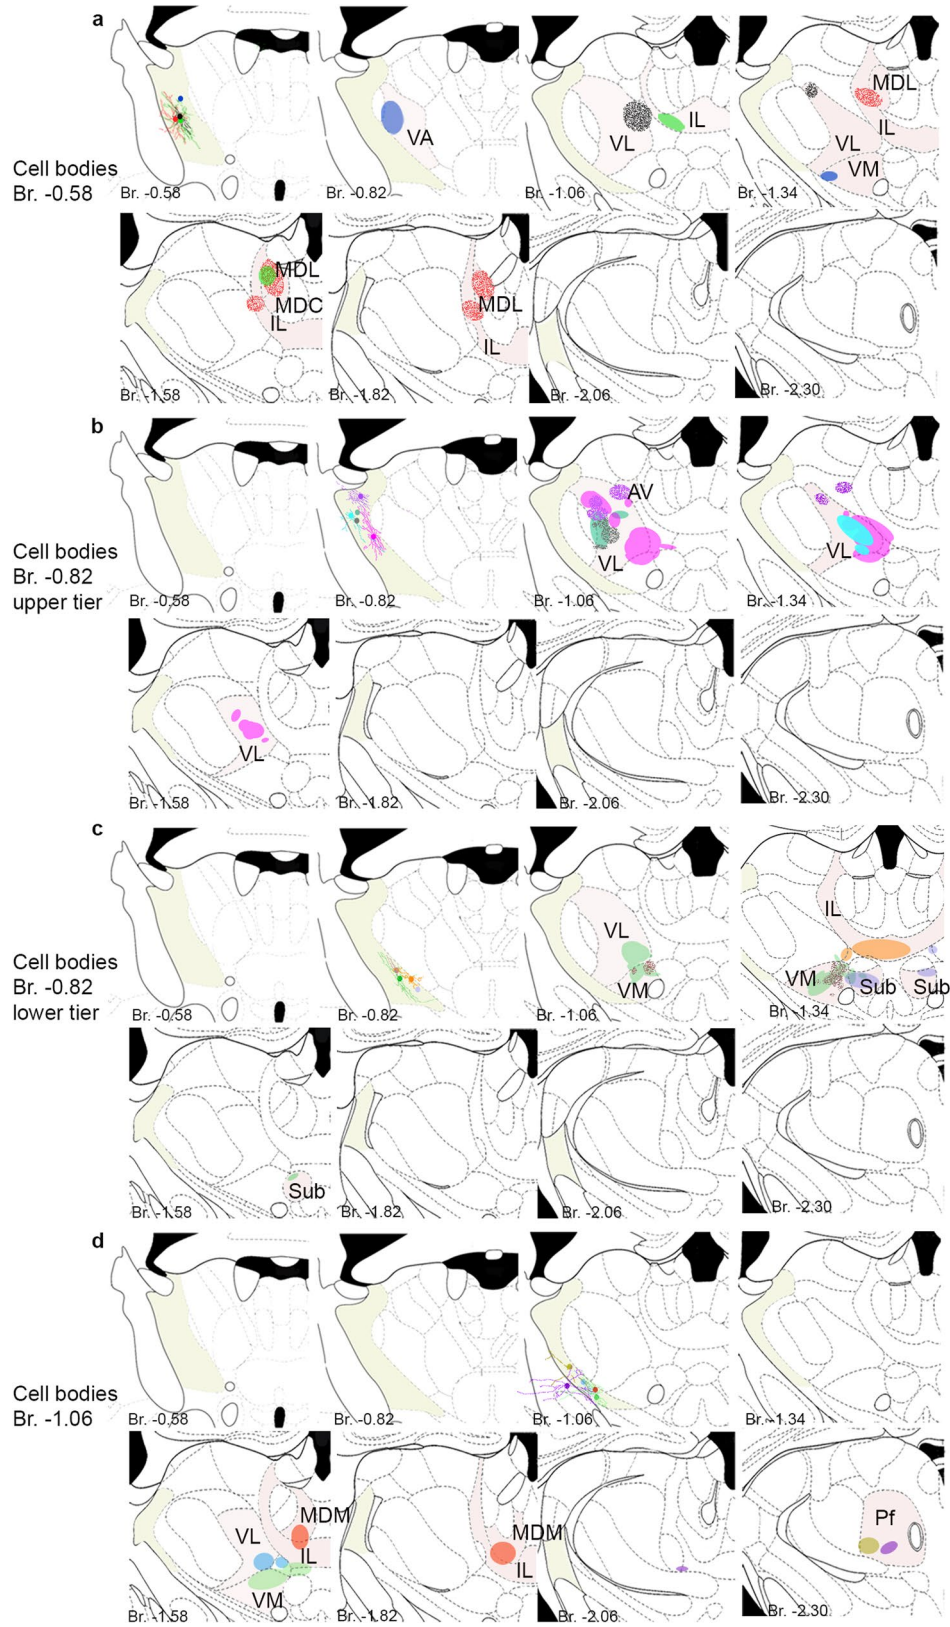 a
Cell bodies
Br. -0.58
Br. -0.58
VA
Br. -0.82
IL
VL
Br. -1.06
MDL
IL
VL
VM
Br. -1.34
MDL
MDC
IL
Br. -1.58
MDL
IL
Br. -1.82
Br. -2.06
Br. -2.30
b
Cell bodies
Br. -0.82
upper tier
Br. -0.58
Br. -0.82
AV
VL
Br. -1.06
VL
Br. -1.34
VL
Br. -1.58
Br. -1.82
Br. -2.06
Br. -2.30
c
Cell bodies
Br. -0.82
lower tier
Br. -0.58
Br. -0.82
VL
VM
Br. -1.06
IL
VM
Sub
Sub
Br. -1.34
Sub
Br. -1.58
Br. -1.82
Br. -2.06
Br. -2.30
d
Cell bodies
Br. -1.06
Br. -0.58
Br. -0.82
Br. -1.06
Br. -1.34
MDM
VL
IL
VM
Br. -1.58
MDM
IL
Br. -1.82
Br. -2.06
Pf
Br. -2.30